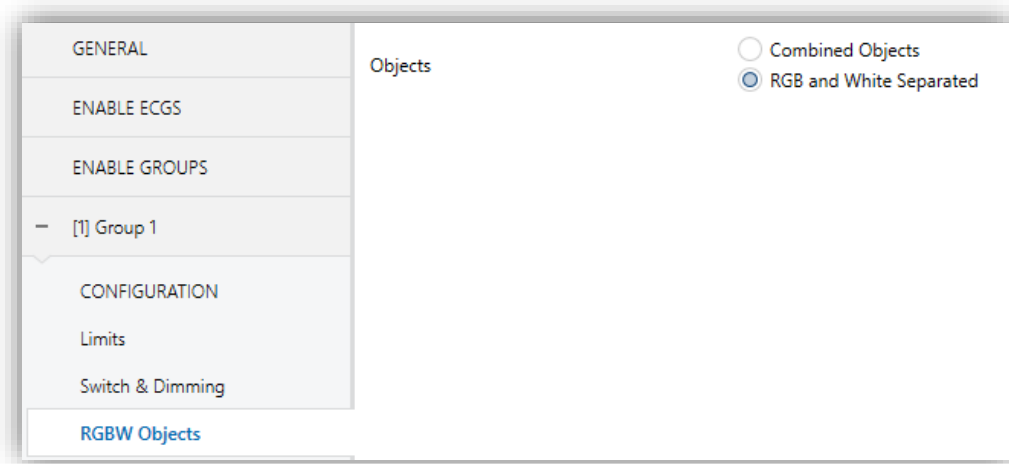 GENERAL
ENABLE ECGS
ENABLE GROUPS
[1] Group 1
CONFIGURATION
Limits
Switch & Dimming
RGBW Objects
Objects
Combined Objects
RGB and White Separated